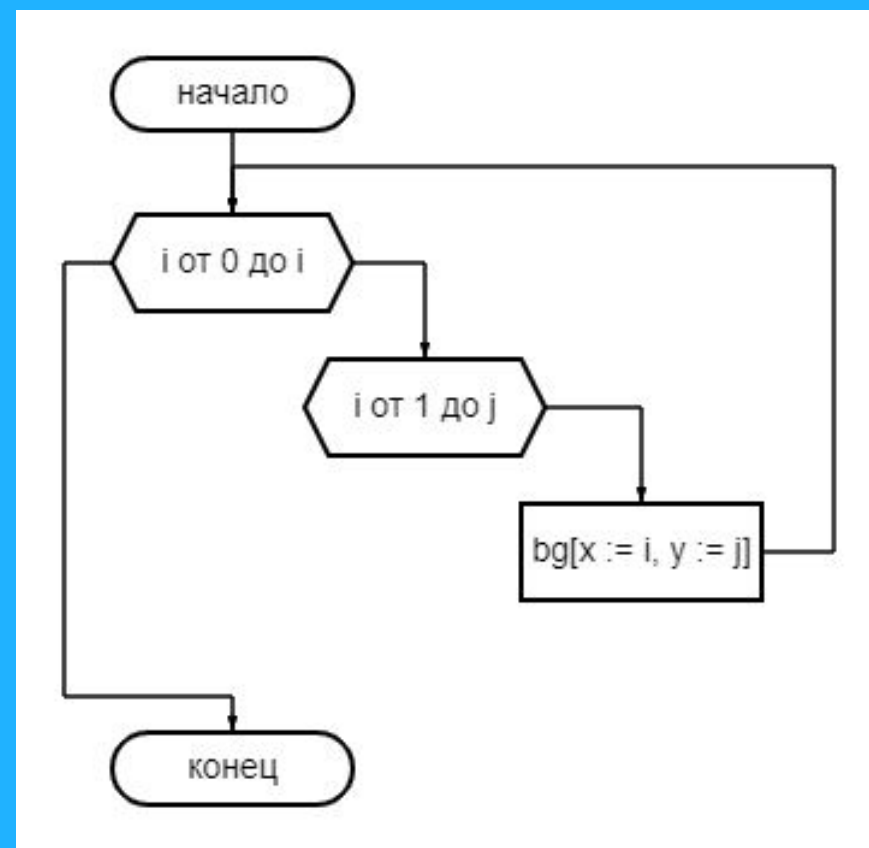 начало
i от 0 до i
i от 1 до j
bg[x := i, y := j]
конец